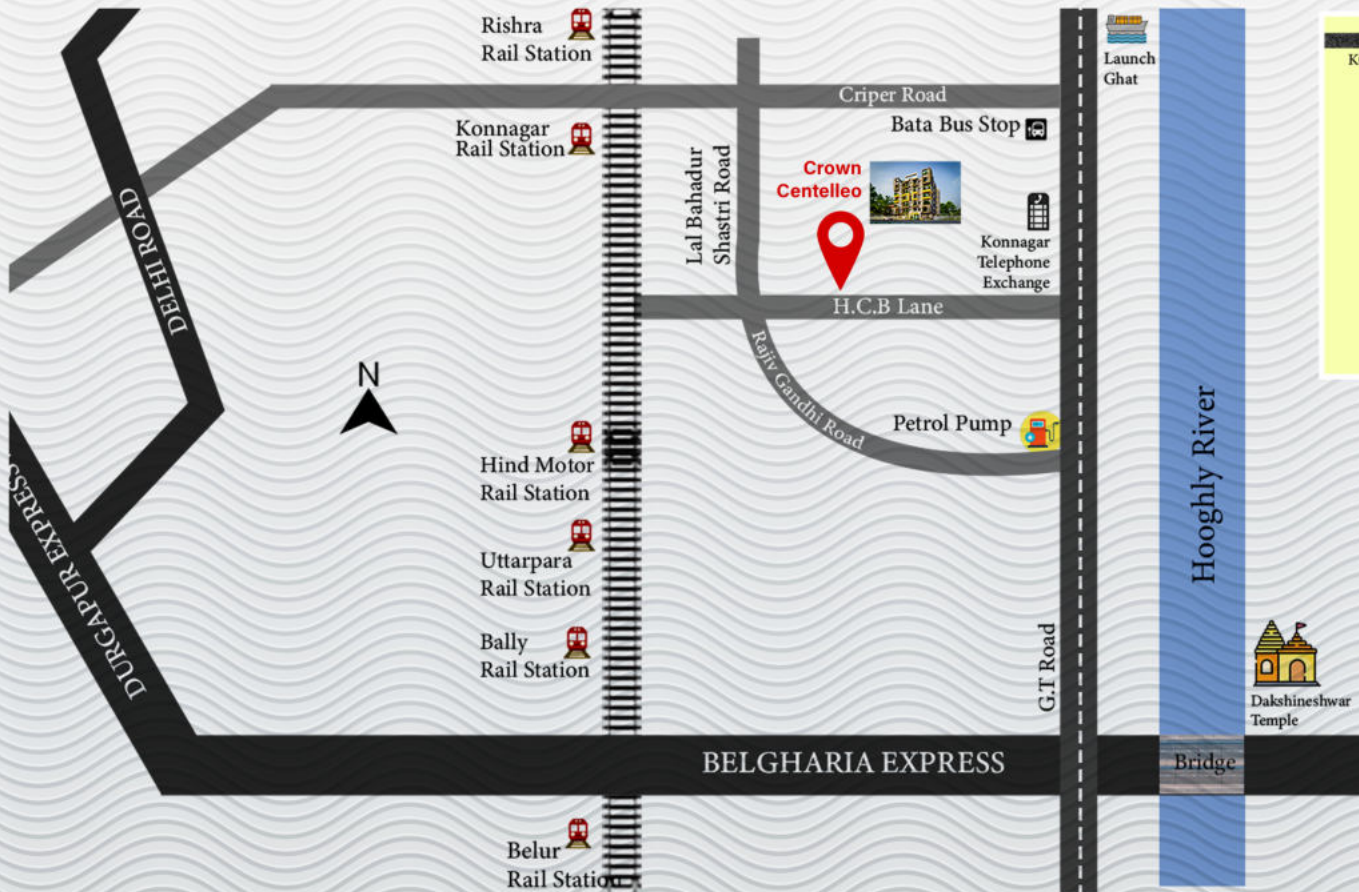 Rishra
Rail Station
Launch
Ghat
Criper Road
Konnagar
Rail Station
Bata Bus Stop
Crown
Centelleo
Lal Bahadur
Shastri Road
Konnagar
Telephone
Exchange
DELHI ROAD
H.C.B Lane
N
Rajiv Gandhi Road
Petrol Pump
Hooghly River
Hind Motor
Rail Station
DURGAPUR EXPRESS
Uttarpara
Rail Station
Bally
Rail Station
G.T Road
Dakshineshwar
Temple
BELGHARIA EXPRESS
Bridge
Belur
Rail Station